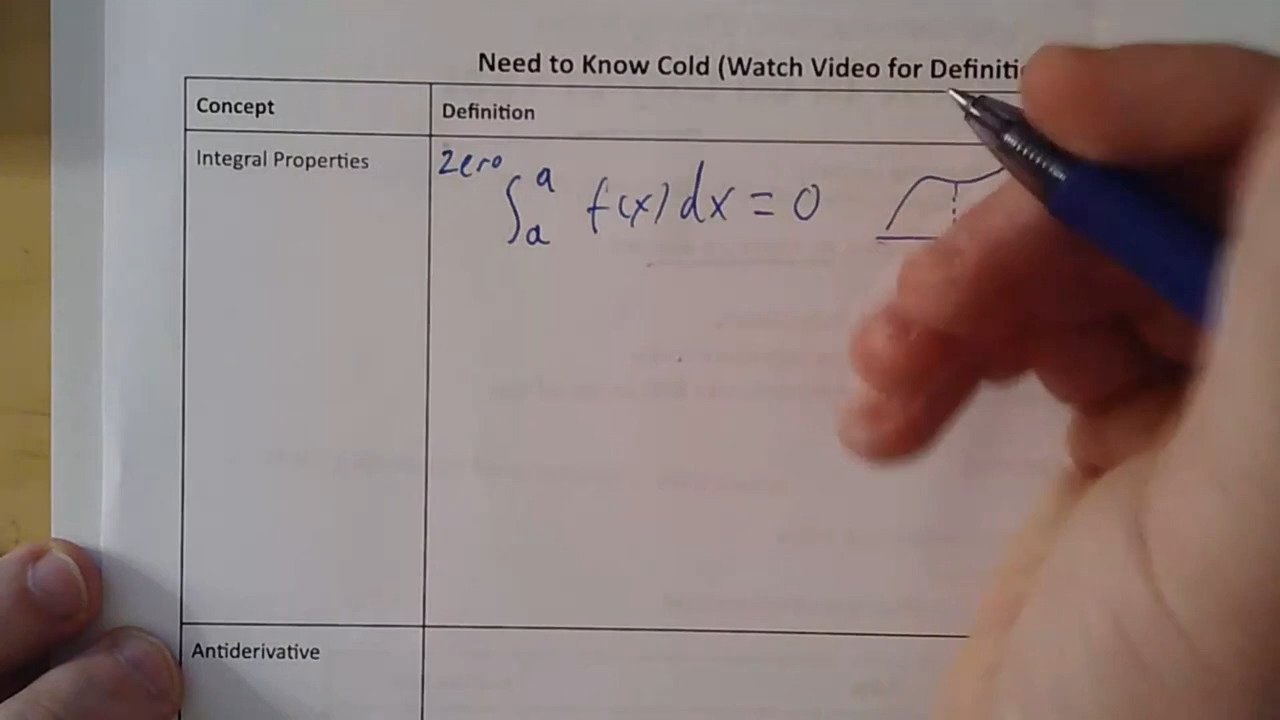 Need to Know Cold (Watch Video for Definiti
Concept
Definition
Integral Properties
Zero
∫ₐᵃ f(x) dx = 0
Antiderivative